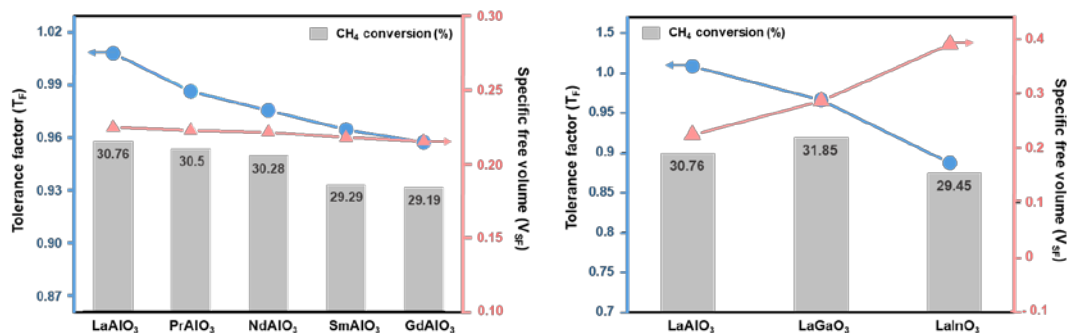 Tolerance factor (T_F)
1.02
0.99
0.96
0.93
0.90
0.87
CH₄ conversion (%)
30.76
30.5
30.28
29.29
29.19
LaAlO₃
PrAlO₃
NdAlO₃
SmAlO₃
GdAlO₃
0.30
0.25
0.20
0.15
0.10
Specific free volume (V_SF)
Tolerance factor (T_F)
1.5
1.0
0.95
0.9
0.85
0.8
0.75
0.7
CH₄ conversion (%)
30.76
31.85
29.45
LaAlO₃
LaGaO₃
LaInO₃
0.4
0.3
0.2
0.1
0
0.1
Specific free volume (V_SF)